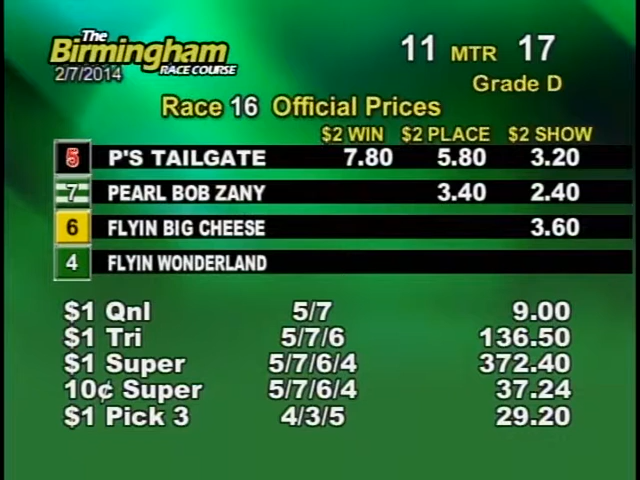 The
Birmingham
RACE COURSE
2/7/2014
11 MTR 17
Grade D
Race 16 Official Prices
$2 WIN $2 PLACE $2 SHOW
5 P'S TAILGATE 7.80 5.80 3.20
7 PEARL BOB ZANY 3.40 2.40
6 FLYIN BIG CHEESE 3.60
4 FLYIN WONDERLAND
$1 Qnl 5/7 9.00
$1 Tri 5/7/6 136.50
$1 Super 5/7/6/4 372.40
10¢ Super 5/7/6/4 37.24
$1 Pick 3 4/3/5 29.20